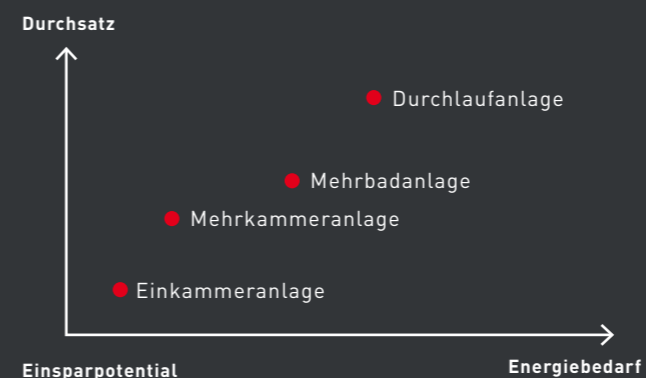 Durchsatz
Durchlaufanlage
Mehrbadanlage
Mehrkammeranlage
Einkammeranlage
Energiebedarf
Einsparpotential